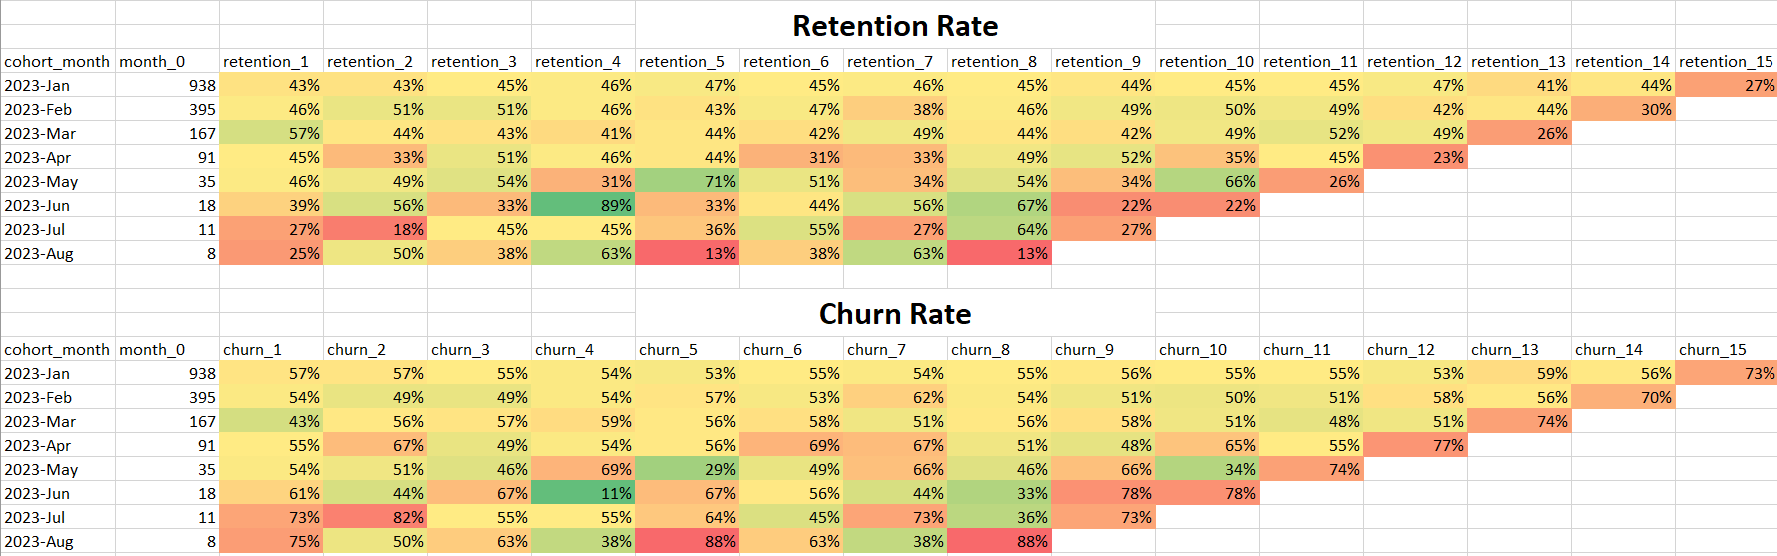 Retention Rate
cohort_month month_0 retention_1 retention_2 retention_3 retention_4 retention_5 retention_6 retention_7 retention_8 retention_9 retention_10 retention_11 retention_12 retention_13 retention_14 retention_15
2023-Jan 938 43% 43% 45% 46% 47% 45% 46% 45% 44% 45% 45% 47% 41% 44% 27%
2023-Feb 395 46% 51% 51% 46% 43% 47% 38% 46% 49% 50% 49% 42% 44% 30%
2023-Mar 167 57% 44% 43% 41% 44% 42% 49% 44% 42% 49% 52% 49% 26%
2023-Apr 91 45% 33% 51% 46% 44% 31% 33% 49% 52% 35% 45% 23%
2023-May 35 46% 49% 54% 31% 71% 51% 34% 54% 34% 66% 26%
2023-Jun 18 39% 56% 33% 89% 33% 44% 56% 67% 22% 22%
2023-Jul 11 27% 18% 45% 45% 36% 55% 27% 64% 27%
2023-Aug 8 25% 50% 38% 63% 13% 38% 63% 13%
Churn Rate
cohort_month month_0 churn_1 churn_2 churn_3 churn_4 churn_5 churn_6 churn_7 churn_8 churn_9 churn_10 churn_11 churn_12 churn_13 churn_14 churn_15
2023-Jan 938 57% 57% 55% 54% 53% 55% 54% 55% 56% 55% 55% 53% 59% 56% 73%
2023-Feb 395 54% 49% 49% 54% 57% 53% 62% 54% 51% 50% 51% 58% 56% 70%
2023-Mar 167 43% 56% 57% 59% 56% 58% 51% 56% 58% 51% 48% 51% 74%
2023-Apr 91 55% 67% 49% 54% 56% 69% 67% 51% 48% 65% 55% 77%
2023-May 35 54% 51% 46% 69% 29% 49% 66% 46% 66% 34% 74%
2023-Jun 18 61% 44% 67% 11% 67% 56% 44% 33% 78% 78%
2023-Jul 11 73% 82% 55% 55% 64% 45% 73% 36% 73%
2023-Aug 8 75% 50% 63% 38% 88% 63% 38% 88%